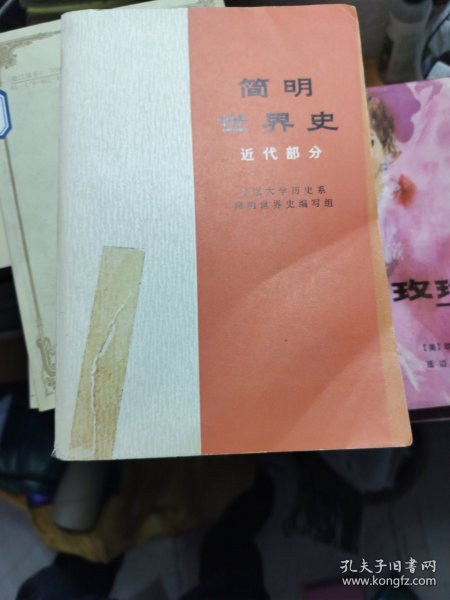 简明
世界史
近代部分
北京大学历史系
简明世界史编写组
玫
【美】
孔夫子旧书网
www.kongfz.com